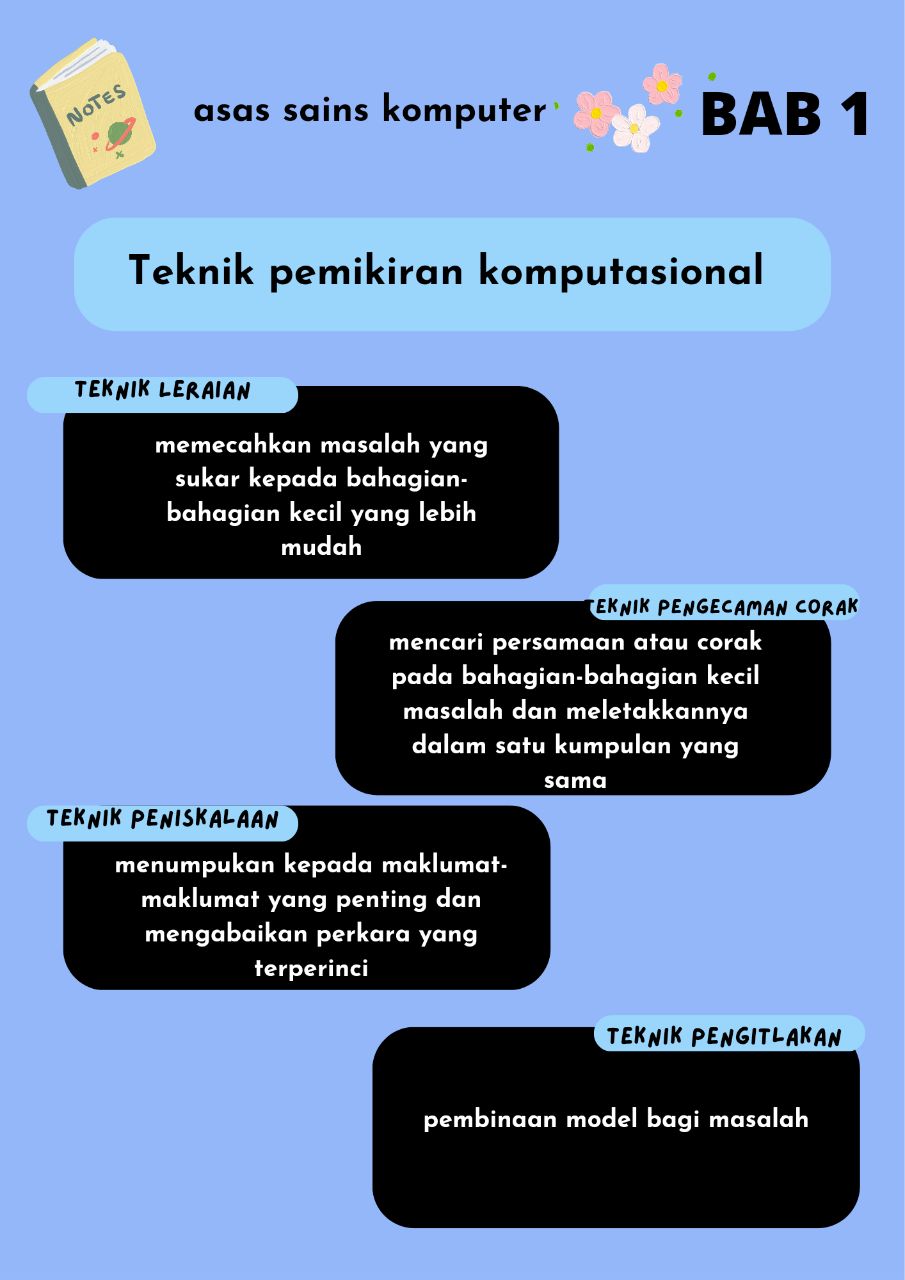 NOTES
asas sains komputer
BAB 1
Teknik pemikiran komputasional
TEKNIK LERAIAN
memecahkan masalah yang
sukar kepada bahagian-
bahagian kecil yang lebih
mudah
TEKNIK PENGECAMAN CORAK
mencari persamaan atau corak
pada bahagian-bahagian kecil
masalah dan meletakkannya
dalam satu kumpulan yang
sama
TEKNIK PENISKALAAN
menumpukan kepada maklumat-
maklumat yang penting dan
mengabaikan perkara yang
terperinci
TEKNIK PENGITLAKAN
pembinaan model bagi masalah